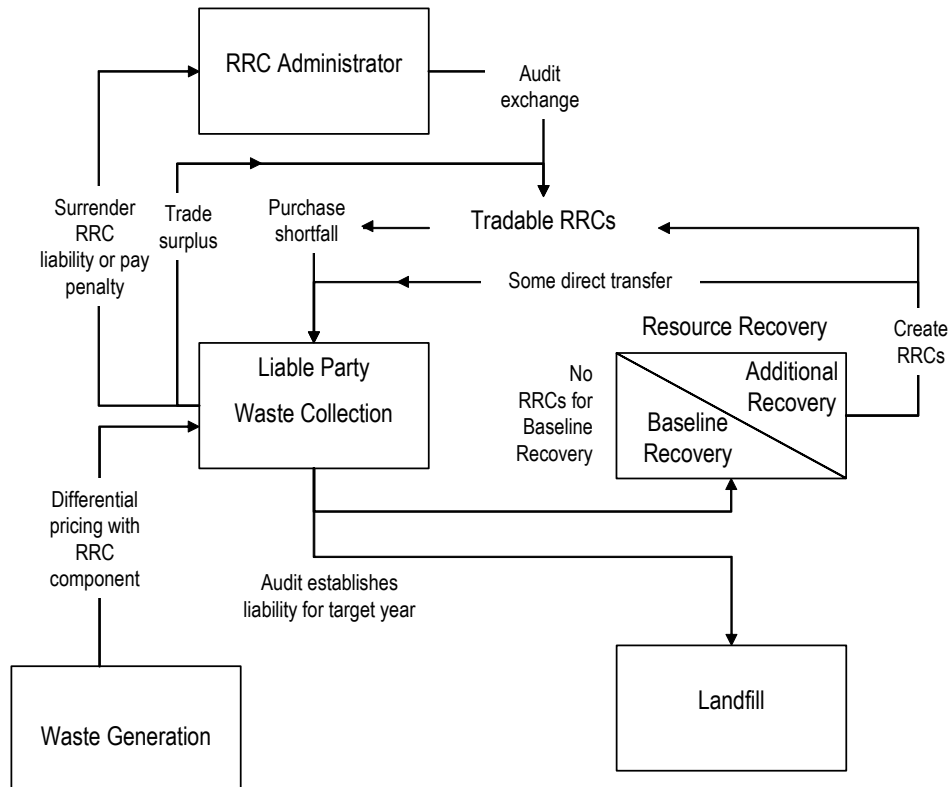 RRC Administrator
Audit
exchange
Surrender
RRC
liability or pay
penalty
Trade
surplus
Purchase
shortfall
Tradable RRCs
Some direct transfer
Resource Recovery
Create
RRCs
Liable Party
Waste Collection
No
RRCs for
Baseline
Recovery
Additional
Recovery
Baseline
Recovery
Differential
pricing with
RRC
component
Audit establishes
liability for target year
Waste Generation
Landfill